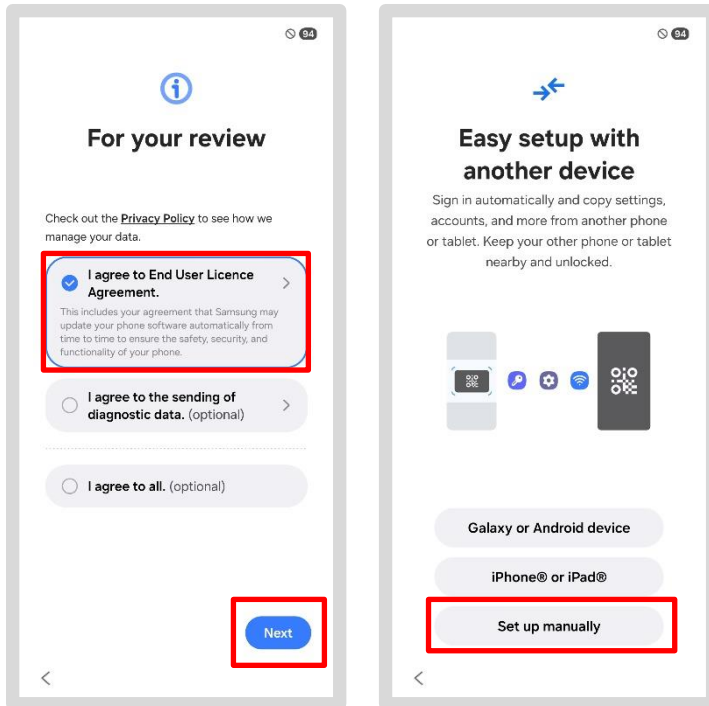 94
For your review
Check out the Privacy Policy to see how we
manage your data.
I agree to End User Licence
Agreement.
This includes your agreement that Samsung may
update your phone software automatically from
time to time to ensure the safety, security, and
functionality of your phone.
I agree to the sending of
diagnostic data. (optional)
I agree to all. (optional)
Next
94
Easy setup with
another device
Sign in automatically and copy settings,
accounts, and more from another phone
or tablet. Keep your other phone or tablet
nearby and unlocked.
Galaxy or Android device
iPhone® or iPad®
Set up manually